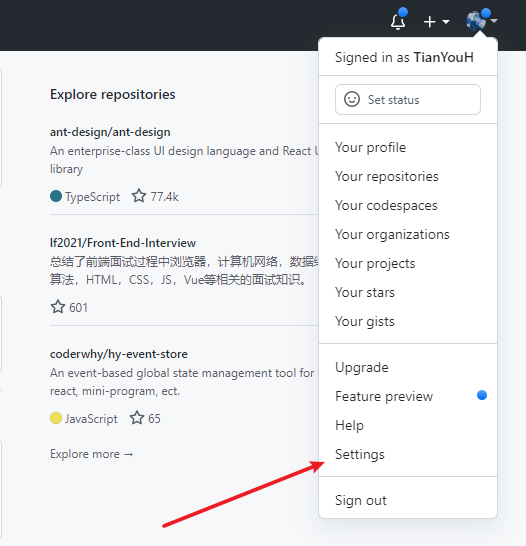 Signed in as TianYouH
Set status
Your profile
Your repositories
Your codespaces
Your organizations
Your projects
Your stars
Your gists
Upgrade
Feature preview
Help
Settings
Sign out
Explore repositories
ant-design/ant-design
An enterprise-class UI design language and React U
library
TypeScript 77.4k
lf2021/Front-End-Interview
总结了前端面试过程中浏览器，计算机网络，数据结
算法，HTML，CSS，JS，Vue等相关的面试知识。
601
coderwhy/hy-event-store
An event-based global state management tool for
react, mini-program, ect.
JavaScript 65
Explore more →